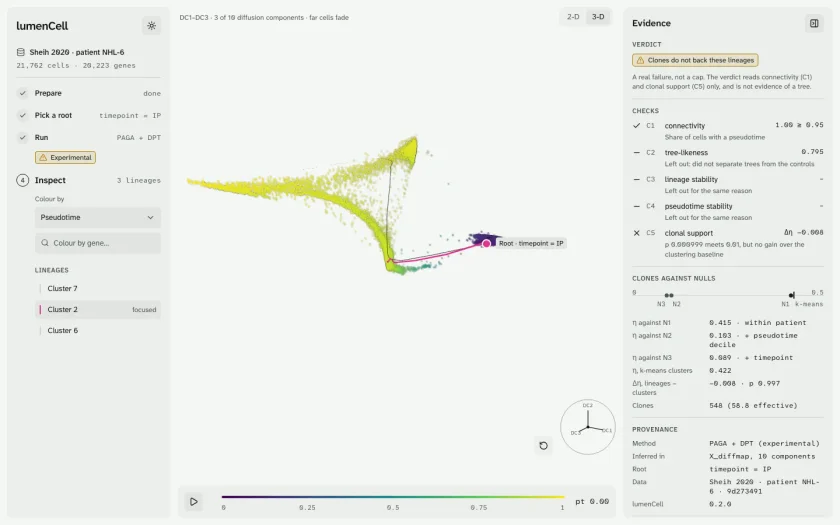 lumenCell
Sheih 2020 · patient NHL-6
21,762 cells · 20,223 genes
Prepare done
Pick a root timepoint = IP
Run PAGA + DPT
Experimental
4 Inspect 3 lineages
Colour by
Pseudotime
Colour by gene...
LINEAGES
Cluster 7
Cluster 2 focused
Cluster 6
DC1–DC3 · 3 of 10 diffusion components · far cells fade
2-D 3-D
Root · timepoint = IP
DC2
DC3
DC1
0 0.25 0.5 0.75 1
pt 0.00
Evidence
VERDICT
Clones do not back these lineages
A real failure, not a cap. The verdict reads connectivity (C1)
and clonal support (C5) only, and is not evidence of a tree.
CHECKS
C1 connectivity 1.00 ≥ 0.95
Share of cells with a pseudotime
C2 tree-likeness 0.795
Left out: did not separate trees from the controls
C3 lineage stability –
Left out for the same reason
C4 pseudotime stability –
Left out for the same reason
C5 clonal support Δη −0.008
p 0.000999 meets 0.01, but no gain over the
clustering baseline
CLONES AGAINST NULLS
0 0.5
N3 N2 N1 k-means
η against N1 0.415 · within patient
η against N2 0.103 · + pseudotime
decile
η against N3 0.089 · + timepoint
η, k-means clusters 0.422
Δη, lineages − −0.008 · p 0.997
clusters
Clones 548 (58.8 effective)
PROVENANCE
Method PAGA + DPT (experimental)
Inferred in X_diffmap, 10 components
Root timepoint = IP
Data Sheih 2020 · patient NHL-
6 · 9d273491
lumenCell 0.2.0